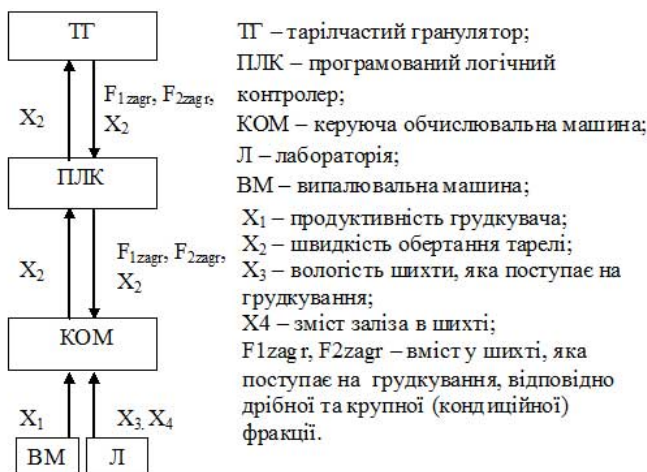 ТГ
F1zagr, F2zagr,
X2
X2
ПЛК
F1zagr, F2zagr,
X2
X2
КОМ
X1
X3, X4
ВМ
Л
ТГ – тарілчастий гранулятор;
ПЛК – програмований логічний
контролер;
КОМ – керуюча обчислювальна машина;
Л – лабораторія;
ВМ – випалювальна машина;
X1 – продуктивність грудкувача;
X2 – швидкість обертання тарелі;
X3 – вологість шихти, яка поступає на
грудкування;
X4 – зміст заліза в шихті;
F1zagr, F2zagr – вміст у шихті, яка
поступає на грудкування, відповідно
дрібної та крупної (кондиційної)
фракції.